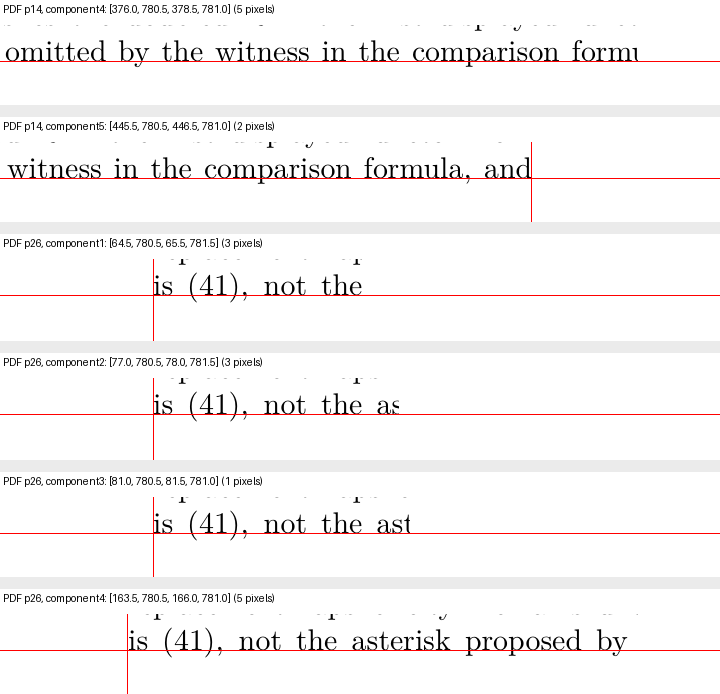 PDF p14, component4: [376.0, 780.5, 378.5, 781.0] (5 pixels)
omitted by the witness in the comparison formu
PDF p14, component5: [445.5, 780.5, 446.5, 781.0] (2 pixels)
witness in the comparison formula, and
PDF p26, component1: [64.5, 780.5, 65.5, 781.5] (3 pixels)
is (41), not the
PDF p26, component2: [77.0, 780.5, 78.0, 781.5] (3 pixels)
is (41), not the as
PDF p26, component3: [81.0, 780.5, 81.5, 781.0] (1 pixels)
is (41), not the ast
PDF p26, component4: [163.5, 780.5, 166.0, 781.0] (5 pixels)
is (41), not the asterisk proposed by